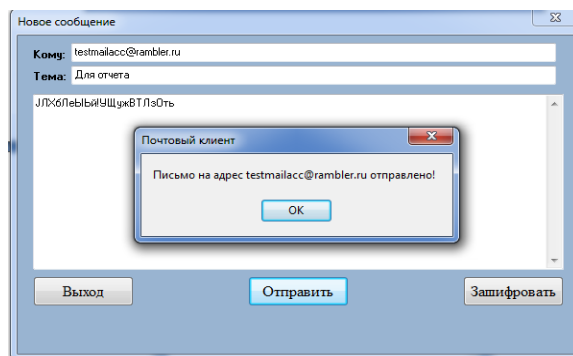 Новое сообщение
Кому: testmailacc@rambler.ru
Тема: Для отчета
Почтовый клиент
Письмо на адрес testmailacc@rambler.ru отправлено!
OK
Выход Отправить Зашифровать